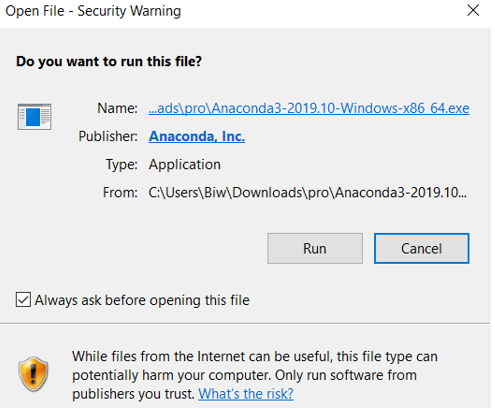 Open File - Security Warning
Do you want to run this file?
Name: ...ads\pro\Anaconda3-2019.10-Windows-x86_64.exe
Publisher: Anaconda, Inc.
Type: Application
From: C:\Users\Biw\Downloads\pro\Anaconda3-2019.10...
Run Cancel
Always ask before opening this file
While files from the Internet can be useful, this file type can
potentially harm your computer. Only run software from
publishers you trust. What's the risk?